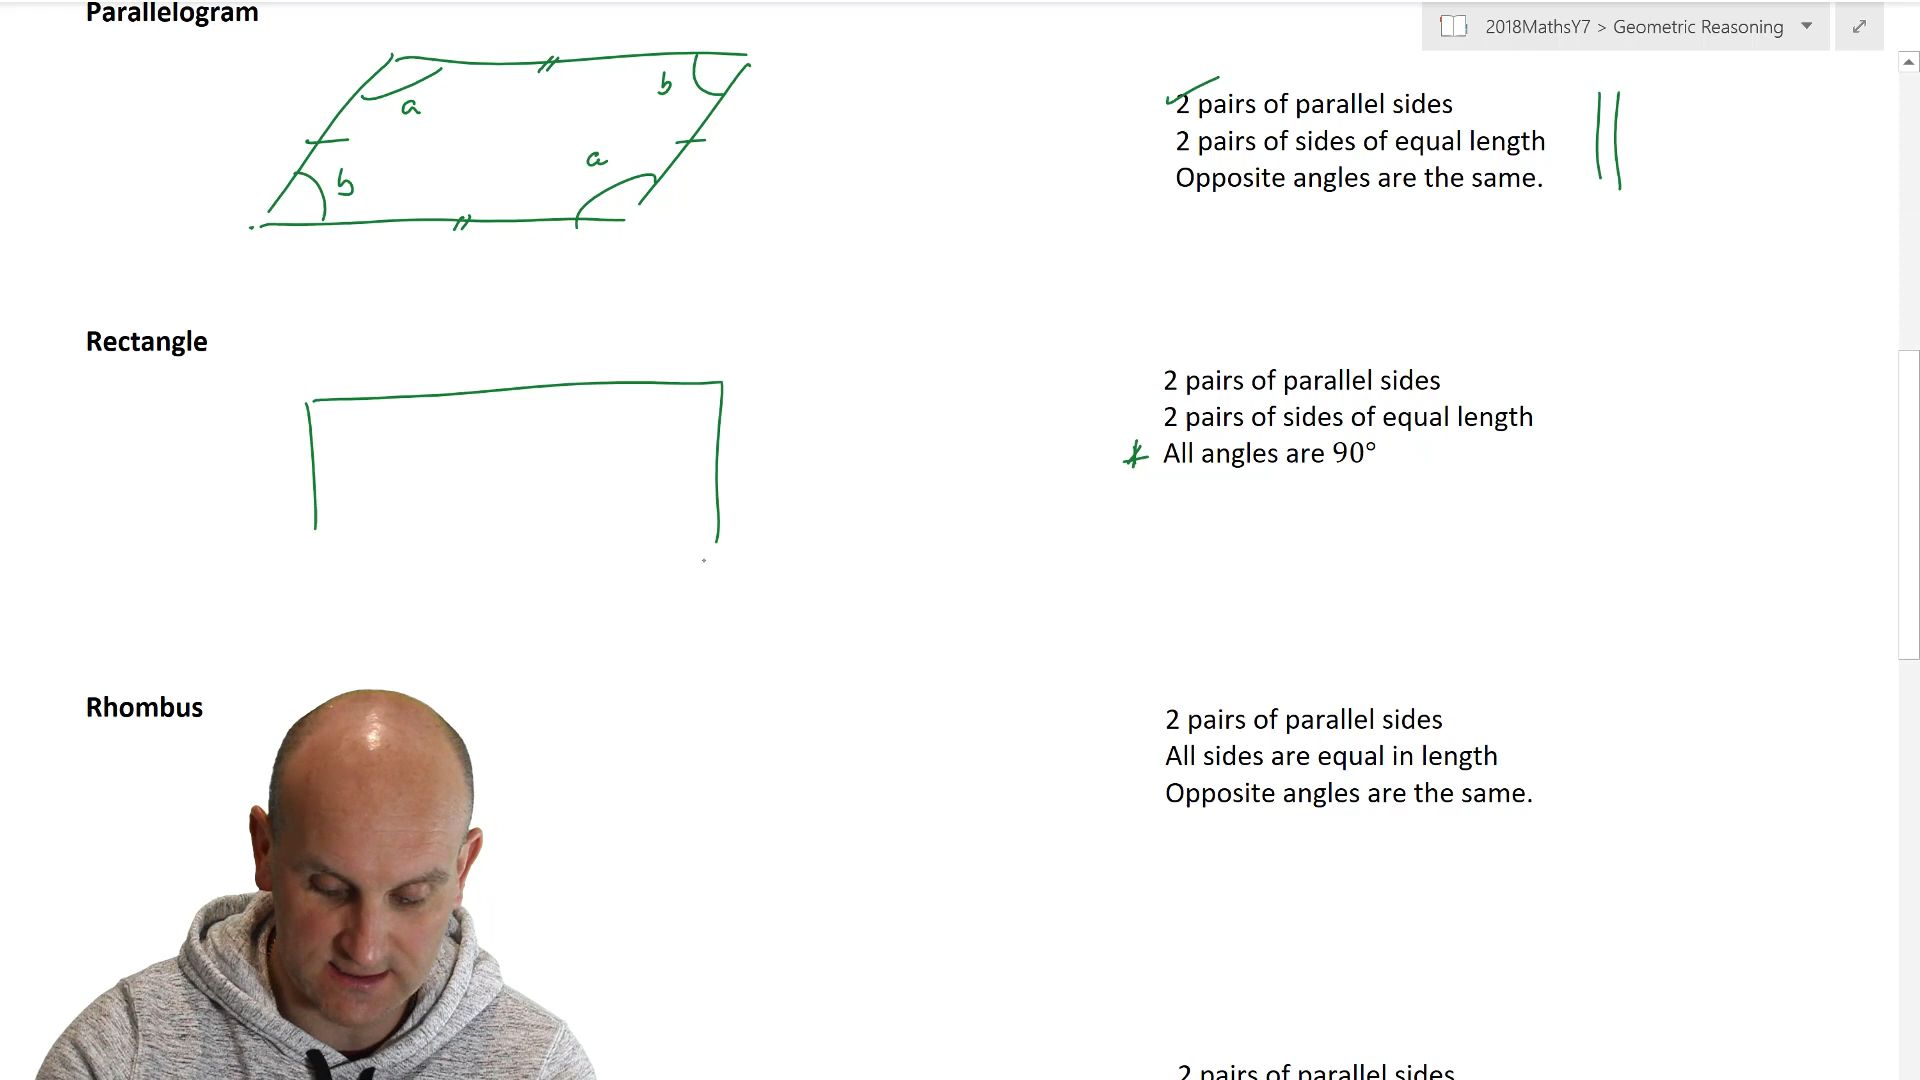 Parallelogram
2018MathsY7 > Geometric Reasoning
a
b
a
b
2 pairs of parallel sides
2 pairs of sides of equal length
Opposite angles are the same.
Rectangle
2 pairs of parallel sides
2 pairs of sides of equal length
* All angles are 90°
Rhombus
2 pairs of parallel sides
All sides are equal in length
Opposite angles are the same.
2 pairs of parallel sides